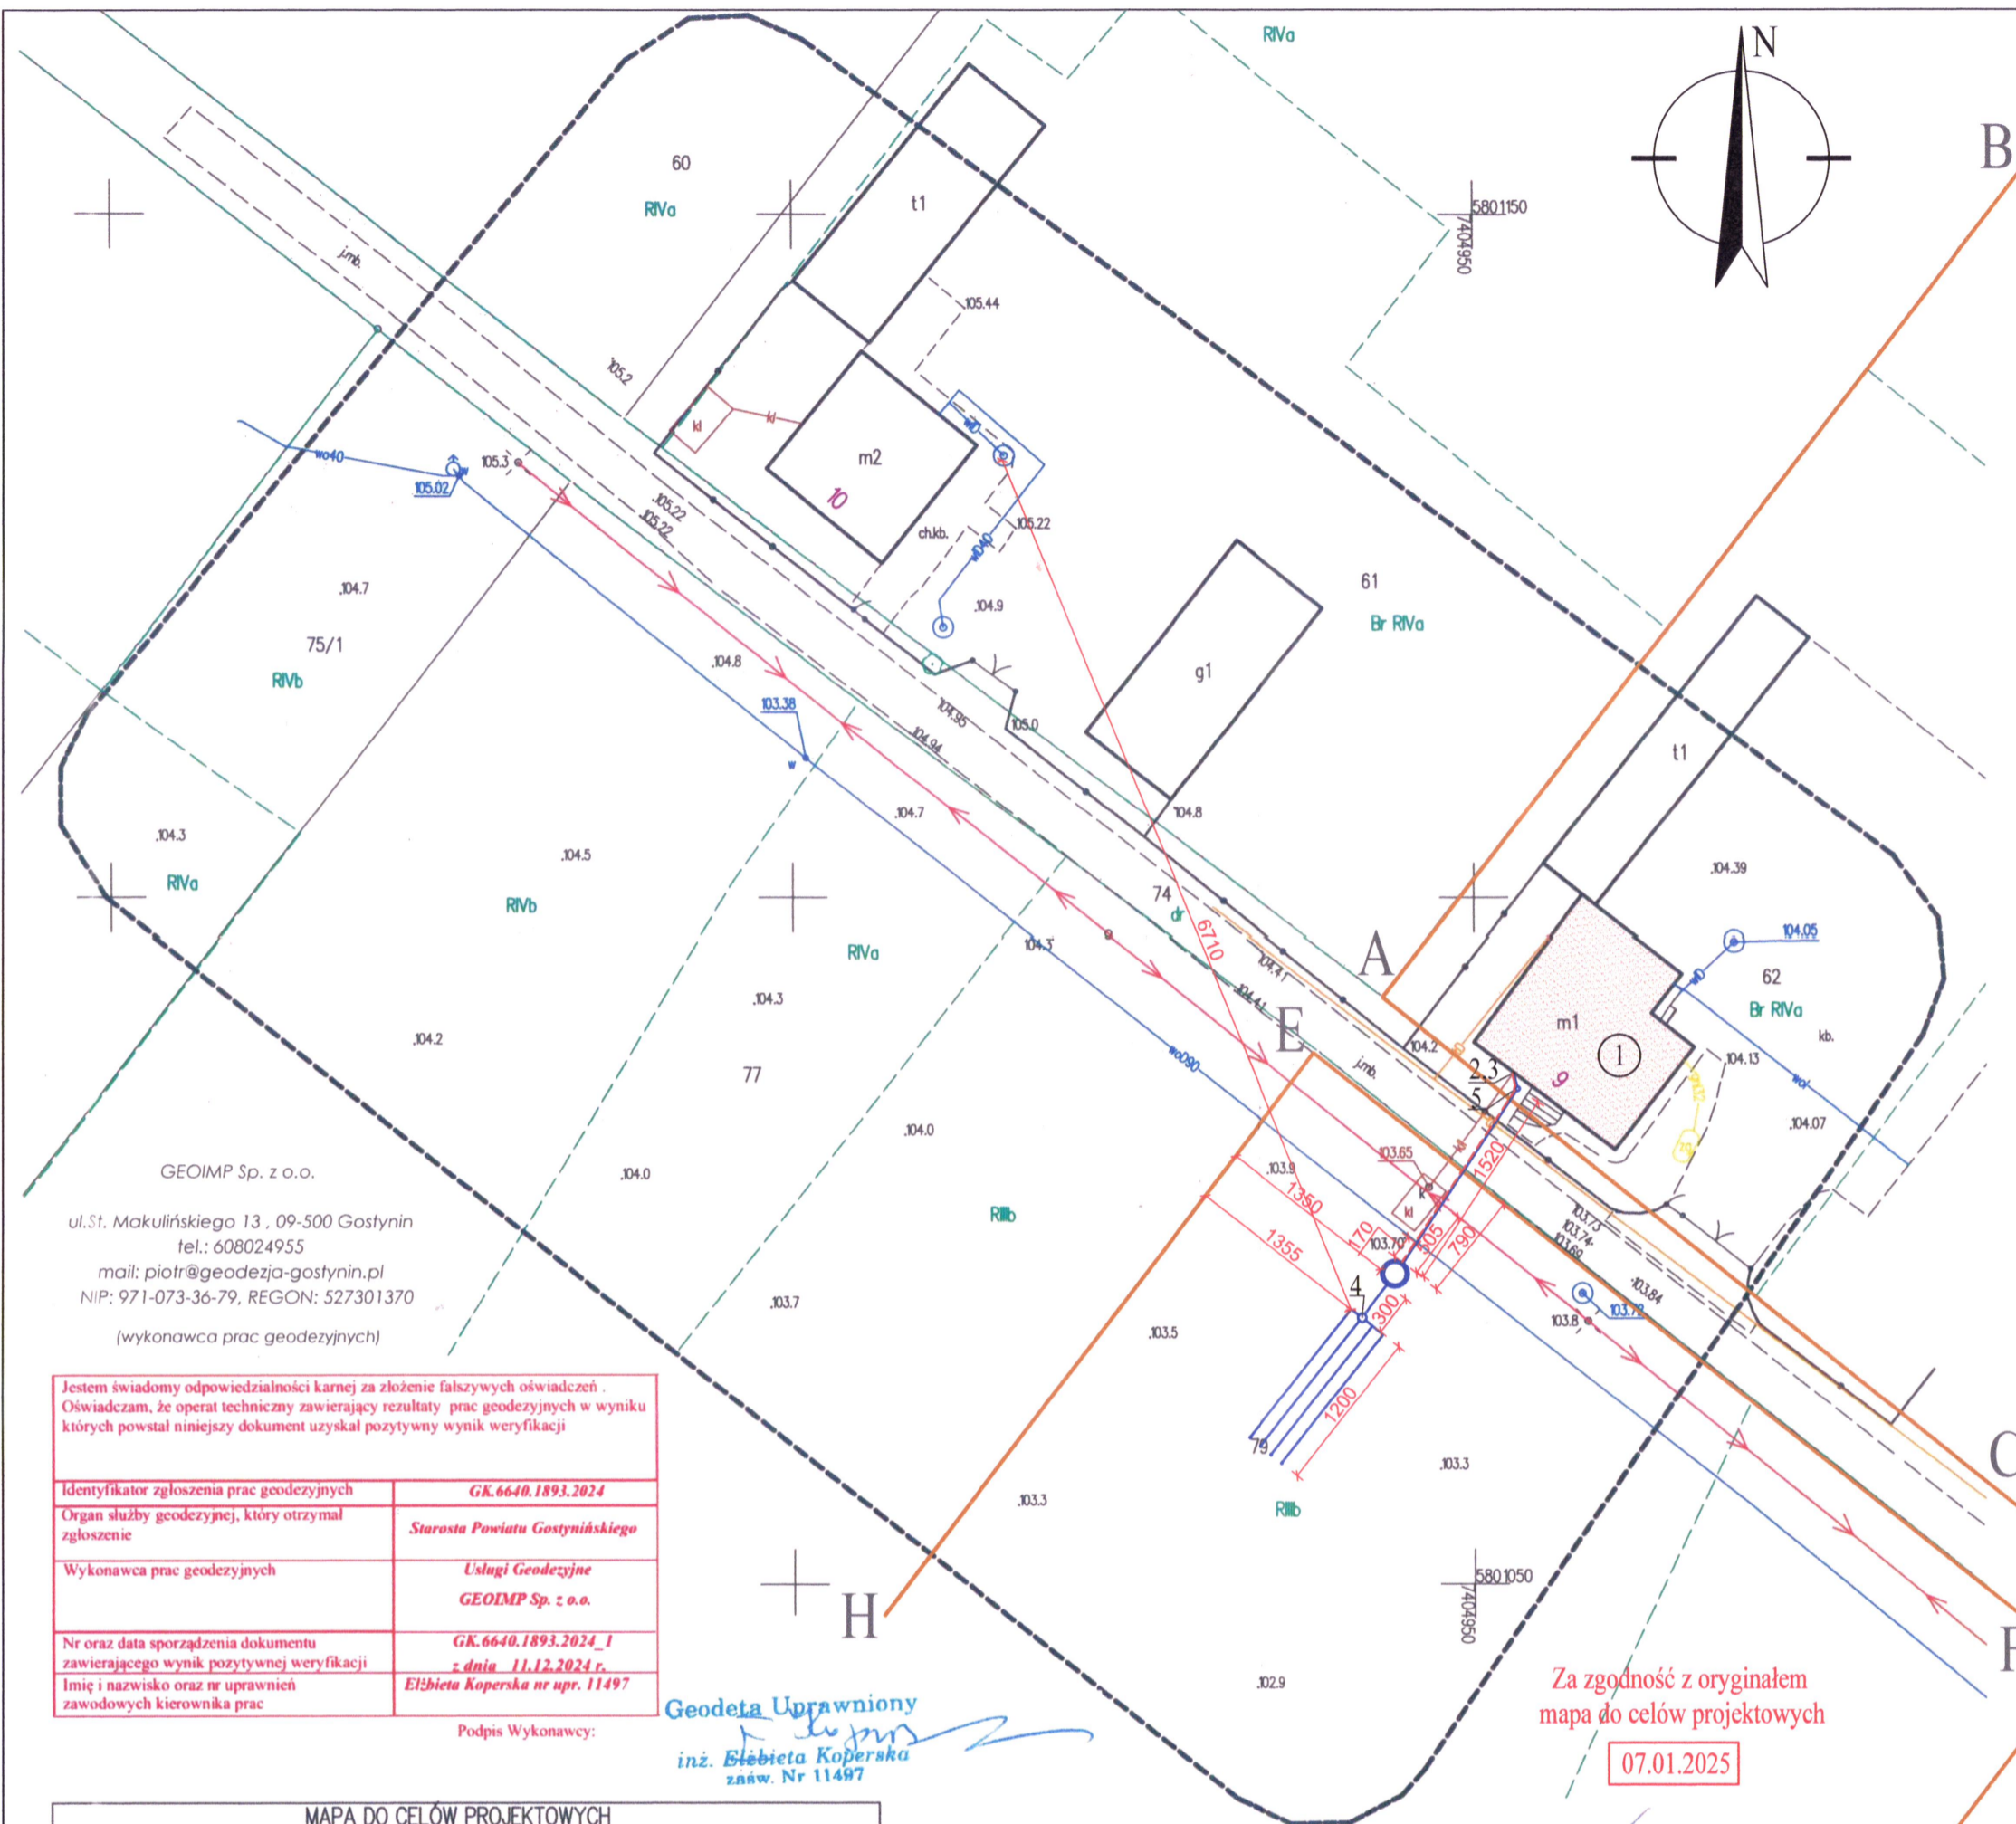 N
B
RIVa
5801150
7404950
60
RIVa
t1
j.mb.
105.44
105.2
kl
kl
m2
10
wD
wo40
105.02
w
105.3
105.22
105.22
ch.kb.
105.22
wD40
104.9
61
Br RIVa
g1
104.7
75/1
RIVb
104.8
103.38
w
104.95
104.94
105.0
104.7
104.8
t1
104.3
RIVa
104.5
RIVb
RIVa
104.3
104.3
74
dr
6710
104.41
104.41
A
104.39
104.05
wD
62
Br RIVa
kb.
m1
1
9
104.2
104.13
104.07
E
j.mb.
woD90
2,3
5
104.2
77
104.0
104.0
RIIIb
103.7
103.65
k
kl
kl
1520
103.9
1350
1355
170
103.70
505
790
4
300
1200
79
103.5
103.3
103.3
RIIIb
103.73
103.74
103.69
103.84
103.72
103.8
C
H
F
5801050
7404950
102.9
GEOIMP Sp. z o.o.
ul.St. Makulińskiego 13 , 09-500 Gostynin
tel.: 608024955
mail: piotr@geodezja-gostynin.pl
NIP: 971-073-36-79, REGON: 527301370
(wykonawca prac geodezyjnych)
Jestem świadomy odpowiedzialności karnej za złożenie fałszywych oświadczeń .
Oświadczam, że operat techniczny zawierający rezultaty prac geodezyjnych w wyniku
których powstał niniejszy dokument uzyskał pozytywny wynik weryfikacji
Identyfikator zgłoszenia prac geodezyjnych
GK.6640.1893.2024
Organ służby geodezyjnej, który otrzymał
zgłoszenie
Starosta Powiatu Gostynińskiego
Wykonawca prac geodezyjnych
Usługi Geodezyjne
GEOIMP Sp. z o.o.
Nr oraz data sporządzenia dokumentu
zawierającego wynik pozytywnej weryfikacji
GK.6640.1893.2024_1
z dnia 11.12.2024 r.
Imię i nazwisko oraz nr uprawnień
zawodowych kierownika prac
Elżbieta Koperska nr upr. 11497
Podpis Wykonawcy:
Geodeta Uprawniony
inż. Elżbieta Koperska
zaśw. Nr 11497
Za zgodność z oryginałem
mapa do celów projektowych
07.01.2025
MAPA DO CELÓW PROJEKTOWYCH